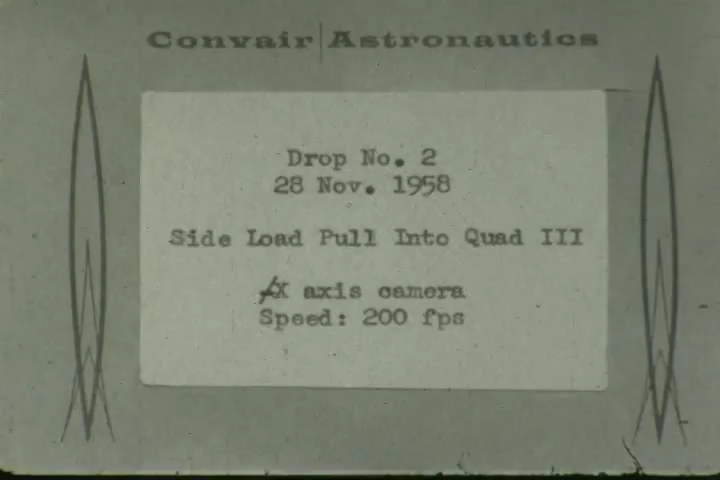 Convair Astronautics
Drop No. 2
28 Nov. 1958
Side Load Pull Into Quad III
≠X axis camera
Speed: 200 fps